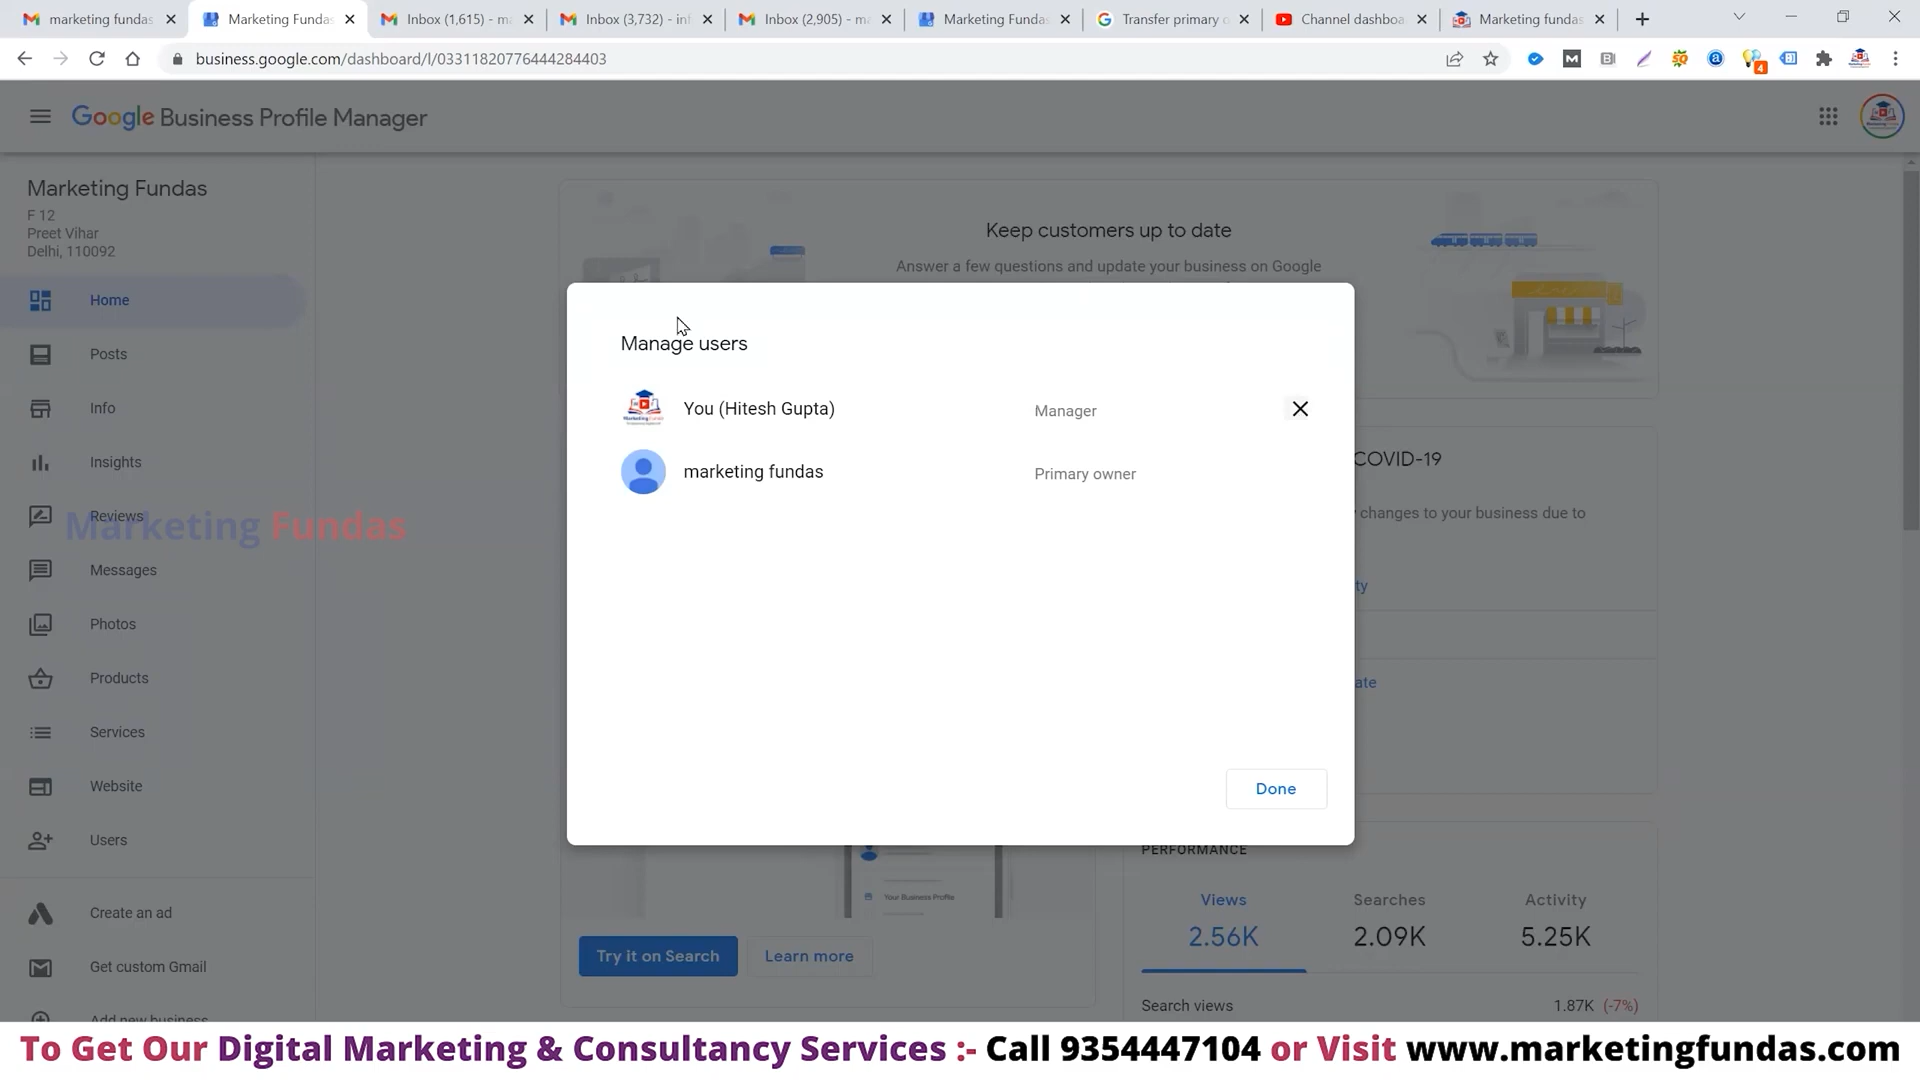 marketing fundas
Marketing Fundas
Inbox (1,615) - ma
Inbox (3,732) - inf
Inbox (2,905) - ma
Marketing Fundas
Transfer primary o
Channel dashboa
Marketing fundas
business.google.com/dashboard/l/03311820776444284403
4
Google Business Profile Manager
Marketing Fundas
F 12
Preet Vihar
Delhi, 110092
Home
Posts
Info
Insights
Reviews
Marketing Fundas
Messages
Photos
Products
Services
Website
Users
Create an ad
Get custom Gmail
Add new business
Keep customers up to date
Answer a few questions and update your business on Google
Manage users
You (Hitesh Gupta) Manager
marketing fundas Primary owner
Done
COVID-19
changes to your business due to
ty
ate
Your Business Profile
Try it on Search
Learn more
PERFORMANCE
Views Searches Activity
2.56K 2.09K 5.25K
Search views 1.87K (-7%)
To Get Our Digital Marketing & Consultancy Services :- Call 9354447104 or Visit www.marketingfundas.com